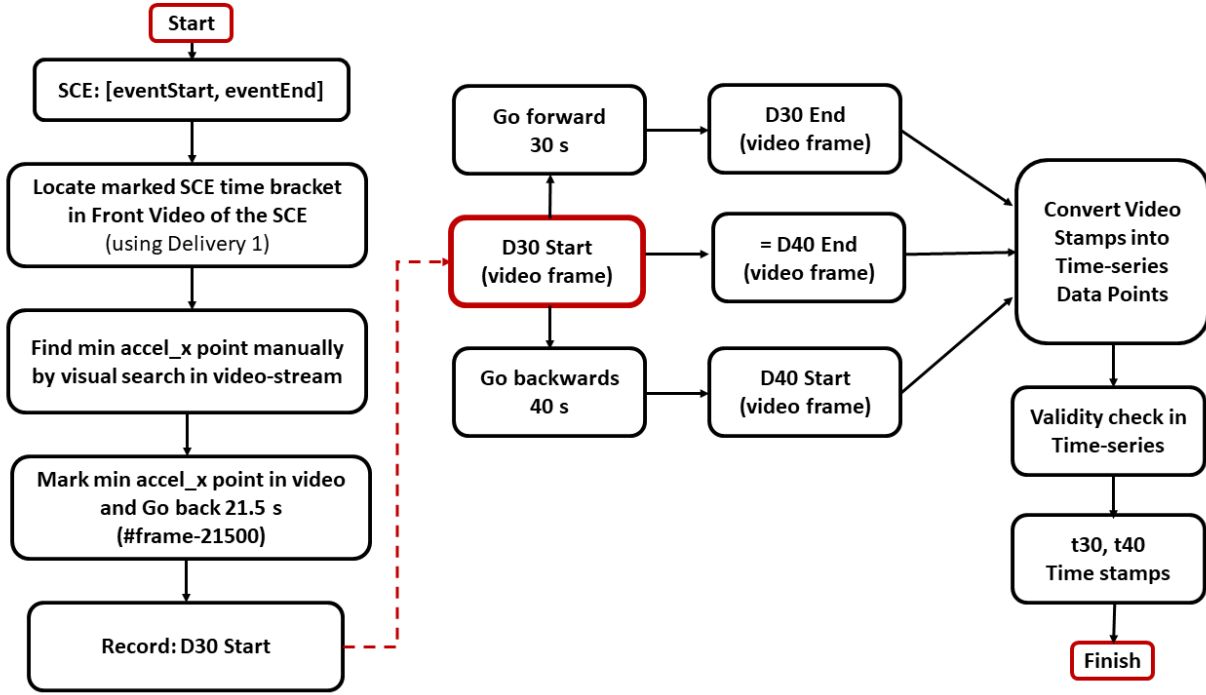 Start
SCE: [eventStart, eventEnd]
Locate marked SCE time bracket
in Front Video of the SCE
(using Delivery 1)
Find min accel_x point manually
by visual search in video-stream
Mark min accel_x point in video
and Go back 21.5 s
(#frame-21500)
Record: D30 Start
Go forward
30 s
D30 End
(video frame)
D30 Start
(video frame)
= D40 End
(video frame)
Go backwards
40 s
D40 Start
(video frame)
Convert Video
Stamps into
Time-series
Data Points
Validity check in
Time-series
t30, t40
Time stamps
Finish